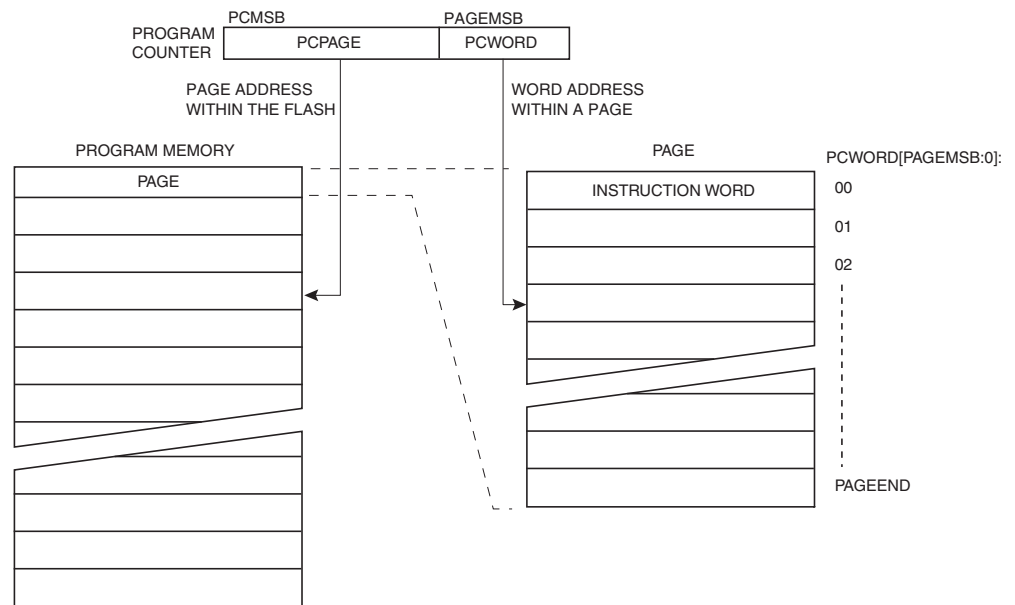 PCMSB
PAGEMSB
PROGRAM
COUNTER
PCPAGE
PCWORD
PAGE ADDRESS
WITHIN THE FLASH
WORD ADDRESS
WITHIN A PAGE
PROGRAM MEMORY
PAGE
PAGE
INSTRUCTION WORD
PCWORD[PAGEMSB:0]:
00
01
02
PAGEEND